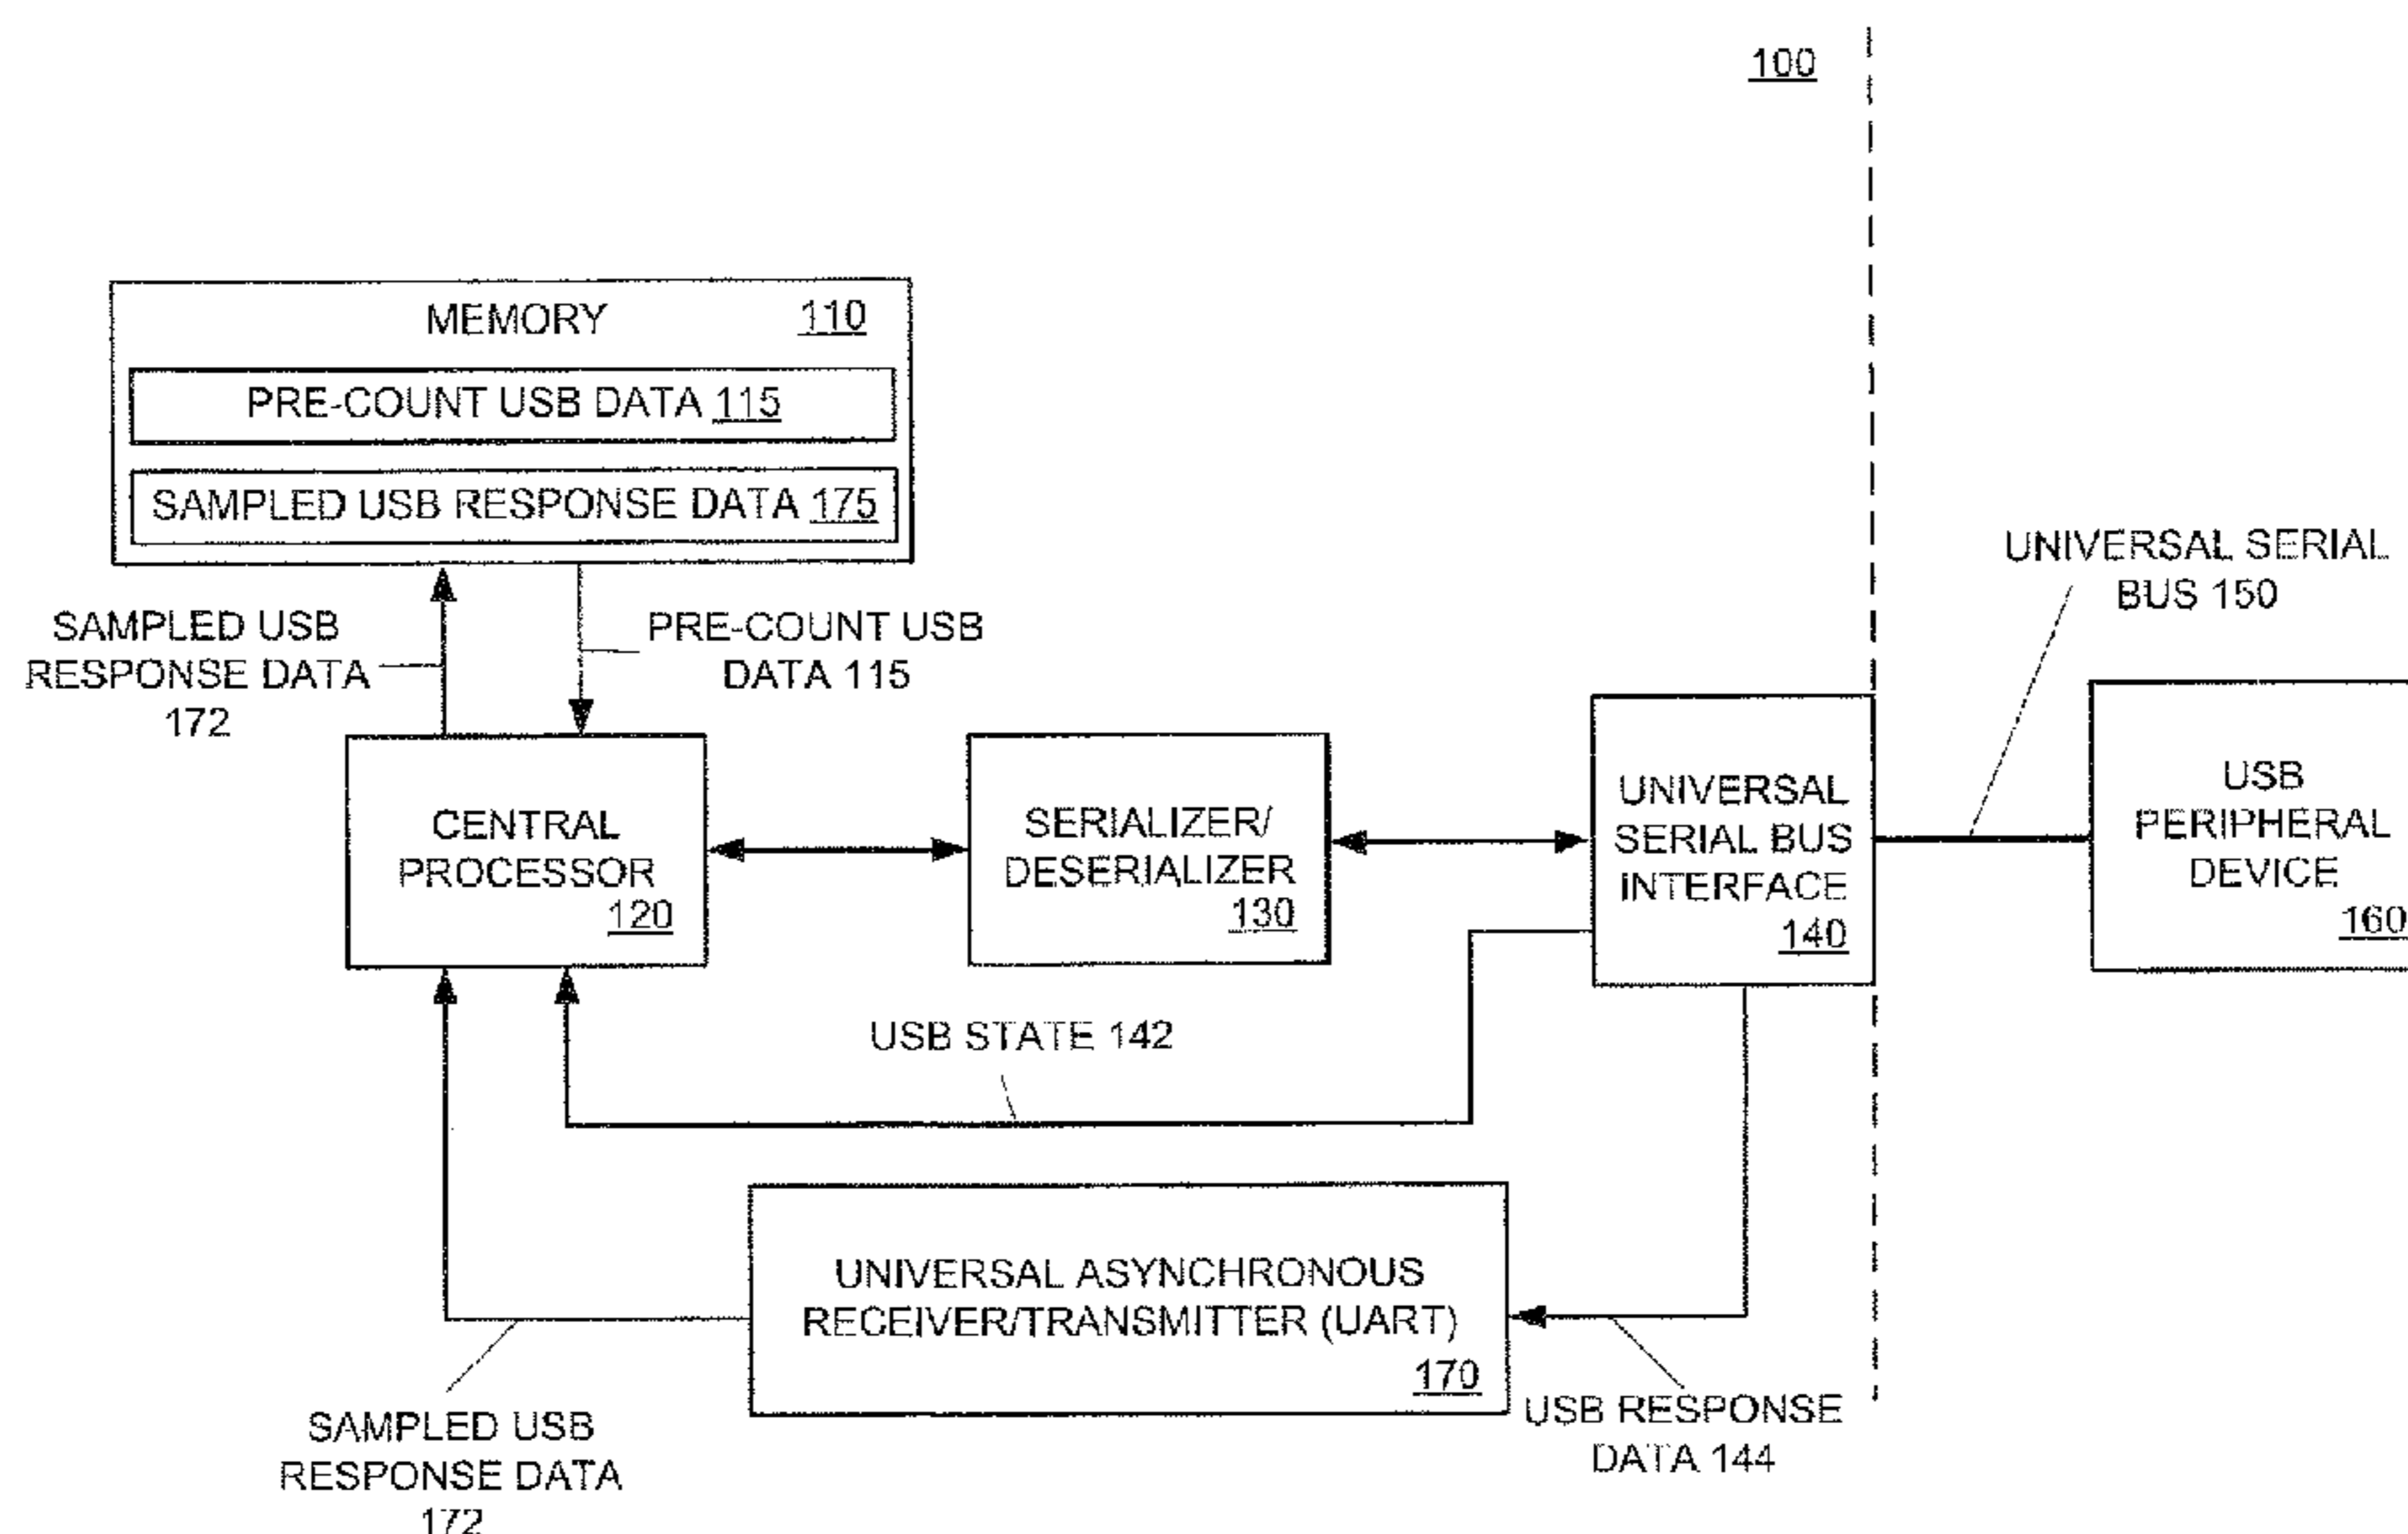 100
MEMORY 110
PRE-COUNT USB DATA 115
SAMPLED USB RESPONSE DATA 175
SAMPLED USB
RESPONSE DATA
172
PRE-COUNT USB
DATA 115
UNIVERSAL SERIAL
BUS 150
CENTRAL
PROCESSOR
120
SERIALIZER/
DESERIALIZER
130
UNIVERSAL
SERIAL BUS
INTERFACE
140
USB
PERIPHERAL
DEVICE
160
USB STATE 142
UNIVERSAL ASYNCHRONOUS
RECEIVER/TRANSMITTER (UART)
170
USB RESPONSE
DATA 144
SAMPLED USB
RESPONSE DATA
172